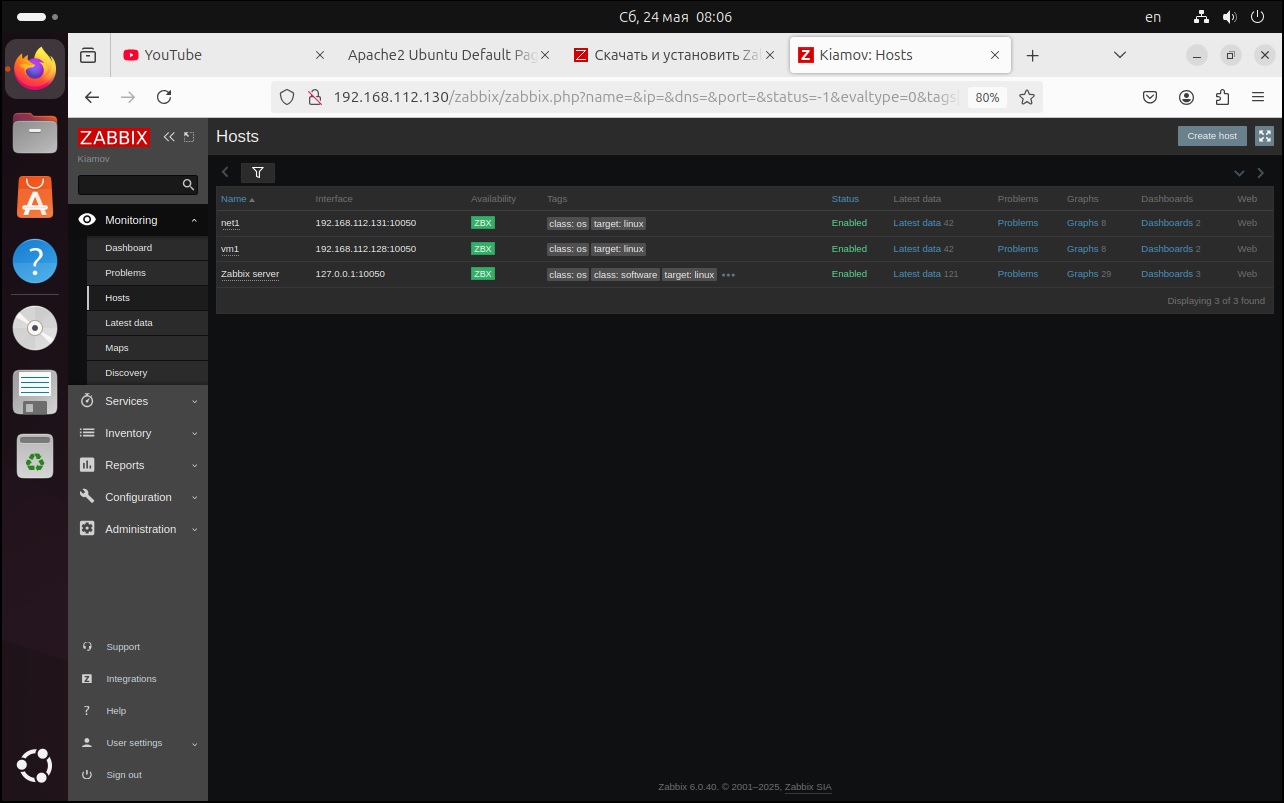 Сб, 24 мая 08:06
en
YouTube
Apache2 Ubuntu Default Pag
Скачать и установить Za
Kiamov: Hosts
192.168.112.130/zabbix/zabbix.php?name=&ip=&dns=&port=&status=-1&evaltype=0&tags
80%
ZABBIX
Kiamov
Monitoring
Dashboard
Problems
Hosts
Latest data
Maps
Discovery
Services
Inventory
Reports
Configuration
Administration
Support
Integrations
Help
User settings
Sign out
Hosts
Create host
Name Interface Availability Tags Status Latest data Problems Graphs Dashboards Web
net1 192.168.112.131:10050 ZBX class: os target: linux Enabled Latest data 42 Problems Graphs 8 Dashboards 2 Web
vm1 192.168.112.128:10050 ZBX class: os target: linux Enabled Latest data 42 Problems Graphs 8 Dashboards 2 Web
Zabbix server 127.0.0.1:10050 ZBX class: os class: software target: linux ••• Enabled Latest data 121 Problems Graphs 29 Dashboards 3 Web
Displaying 3 of 3 found
Zabbix 6.0.40. © 2001–2025, Zabbix SIA